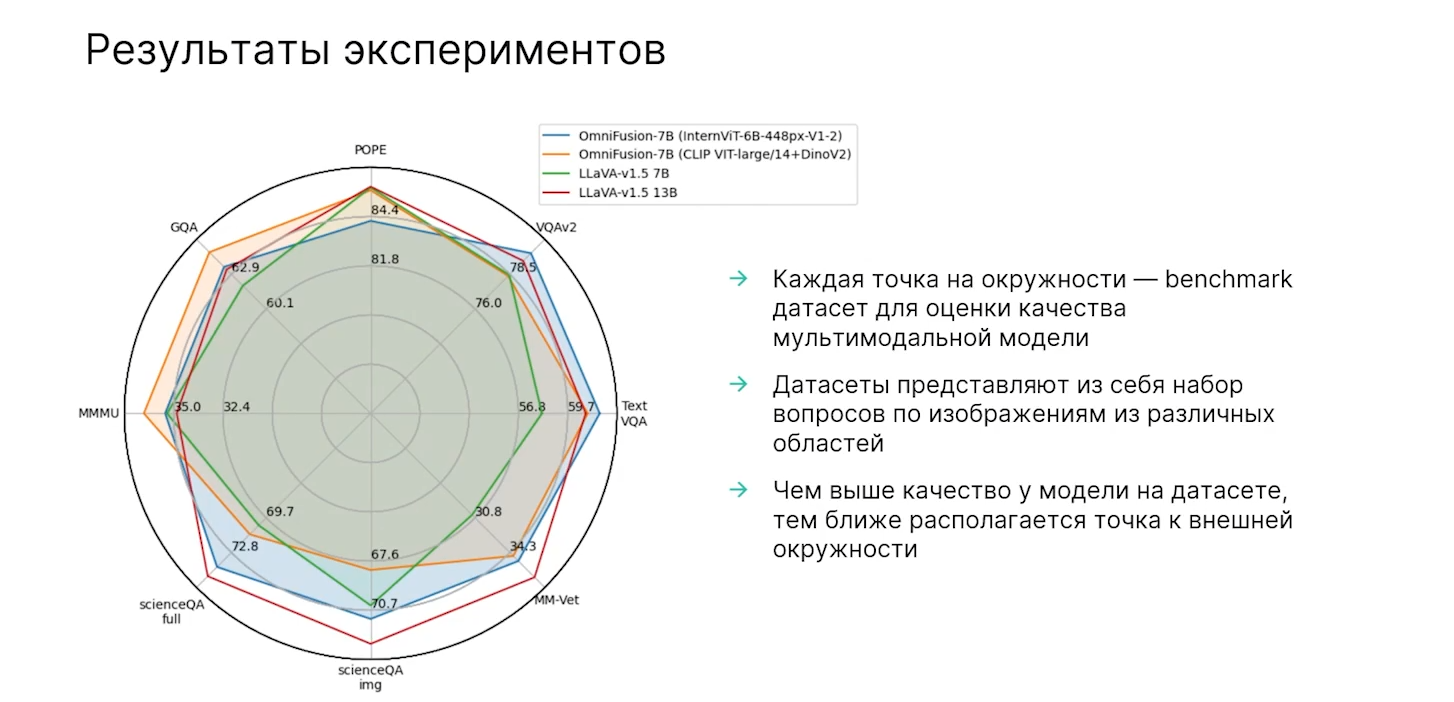 Результаты экспериментов
OmniFusion-7B (InternViT-6B-448px-V1-2)
OmniFusion-7B (CLIP VIT-large/14+DinoV2)
LLaVA-v1.5 7B
LLaVA-v1.5 13B
POPE
84.4
81.8
GQA
62.9
60.1
VQAv2
78.5
76.0
MMMU
35.0
32.4
56.8
59.7
Text
VQA
69.7
72.8
scienceQA
full
67.6
70.7
scienceQA
img
30.8
34.3
MM-Vet
→ Каждая точка на окружности — benchmark
датасет для оценки качества
мультимодальной модели
→ Датасеты представляют из себя набор
вопросов по изображениям из различных
областей
→ Чем выше качество у модели на датасете,
тем ближе располагается точка к внешней
окружности